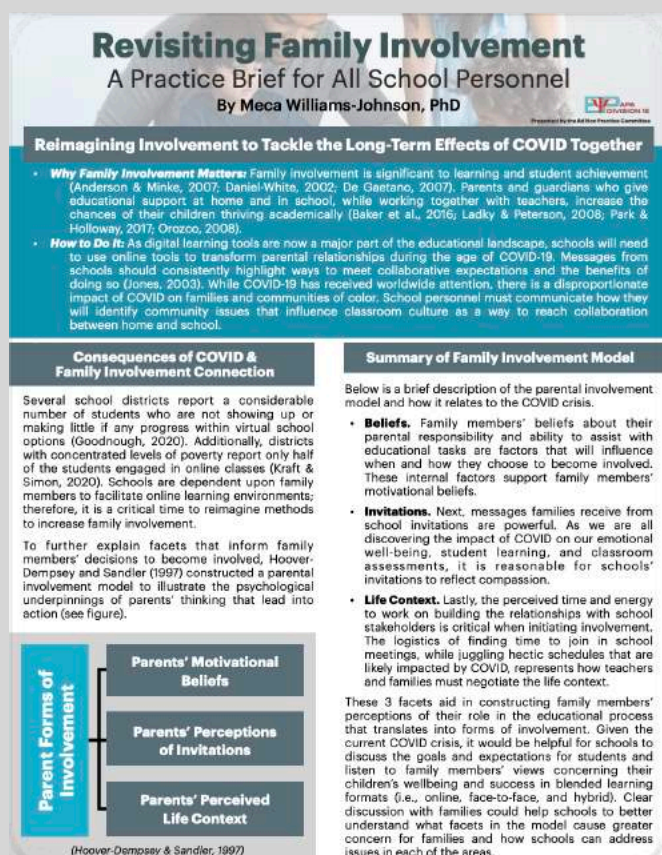 Revisiting Family Involvement
A Practice Brief for All School Personnel
By Meca Williams-Johnson, PhD
APA
DIVISION 15
Presented by the Ad Hoc Practice Committee
Reimagining Involvement to Tackle the Long-Term Effects of COVID Together
• Why Family Involvement Matters: Family involvement is significant to learning and student achievement
(Anderson & Minke, 2007; Daniel-White, 2002; De Gaetano, 2007). Parents and guardians who give
educational support at home and in school, while working together with teachers, increase the
chances of their children thriving academically (Baker et al., 2016; Ladky & Peterson, 2008; Park &
Holloway, 2017; Orozco, 2008).
• How to Do It: As digital learning tools are now a major part of the educational landscape, schools will need
to use online tools to transform parental relationships during the age of COVID-19. Messages from
schools should consistently highlight ways to meet collaborative expectations and the benefits of
doing so (Jones, 2003). While COVID-19 has received worldwide attention, there is a disproportionate
impact of COVID on families and communities of color. School personnel must communicate how they
will identify community issues that influence classroom culture as a way to reach collaboration
between home and school.
Consequences of COVID &
Family Involvement Connection
Several school districts report a considerable
number of students who are not showing up or
making little if any progress within virtual school
options (Goodnough, 2020). Additionally, districts
with concentrated levels of poverty report only half
of the students engaged in online classes (Kraft &
Simon, 2020). Schools are dependent upon family
members to facilitate online learning environments;
therefore, it is a critical time to reimagine methods
to increase family involvement.
To further explain facets that inform family
members' decisions to become involved, Hoover-
Dempsey and Sandler (1997) constructed a parental
involvement model to illustrate the psychological
underpinnings of parents' thinking that lead into
action (see figure).
Parent Forms of
Involvement
Parents' Motivational
Beliefs
Parents' Perceptions
of Invitations
Parents' Perceived
Life Context
(Hoover-Dempsey & Sandler, 1997)
Summary of Family Involvement Model
Below is a brief description of the parental involvement
model and how it relates to the COVID crisis.
• Beliefs. Family members' beliefs about their
parental responsibility and ability to assist with
educational tasks are factors that will influence
when and how they choose to become involved.
These internal factors support family members'
motivational beliefs.
• Invitations. Next, messages families receive from
school invitations are powerful. As we are all
discovering the impact of COVID on our emotional
well-being, student learning, and classroom
assessments, it is reasonable for schools'
invitations to reflect compassion.
• Life Context. Lastly, the perceived time and energy
to work on building the relationships with school
stakeholders is critical when initiating involvement.
The logistics of finding time to join in school
meetings, while juggling hectic schedules that are
likely impacted by COVID, represents how teachers
and families must negotiate the life context.
These 3 facets aid in constructing family members'
perceptions of their role in the educational process
that translates into forms of involvement. Given the
current COVID crisis, it would be helpful for schools to
discuss the goals and expectations for students and
listen to family members' views concerning their
children's wellbeing and success in blended learning
formats (i.e., online, face-to-face, and hybrid). Clear
discussion with families could help schools to better
understand what facets in the model cause greater
concern for families and how schools can address
issues in each of the areas.